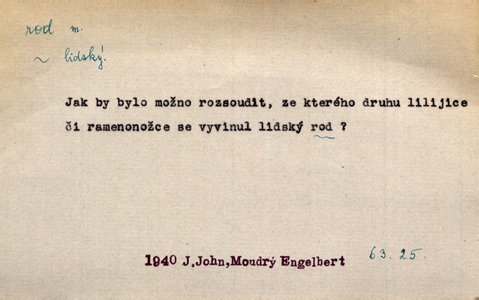 rod m.
~ lidský.
Jak by bylo možno rozsoudit, ze kterého druhu lilijice
či ramenonožce se vyvinul lidský rod ?
1940 J.John,Moudrý Engelbert 63.25.